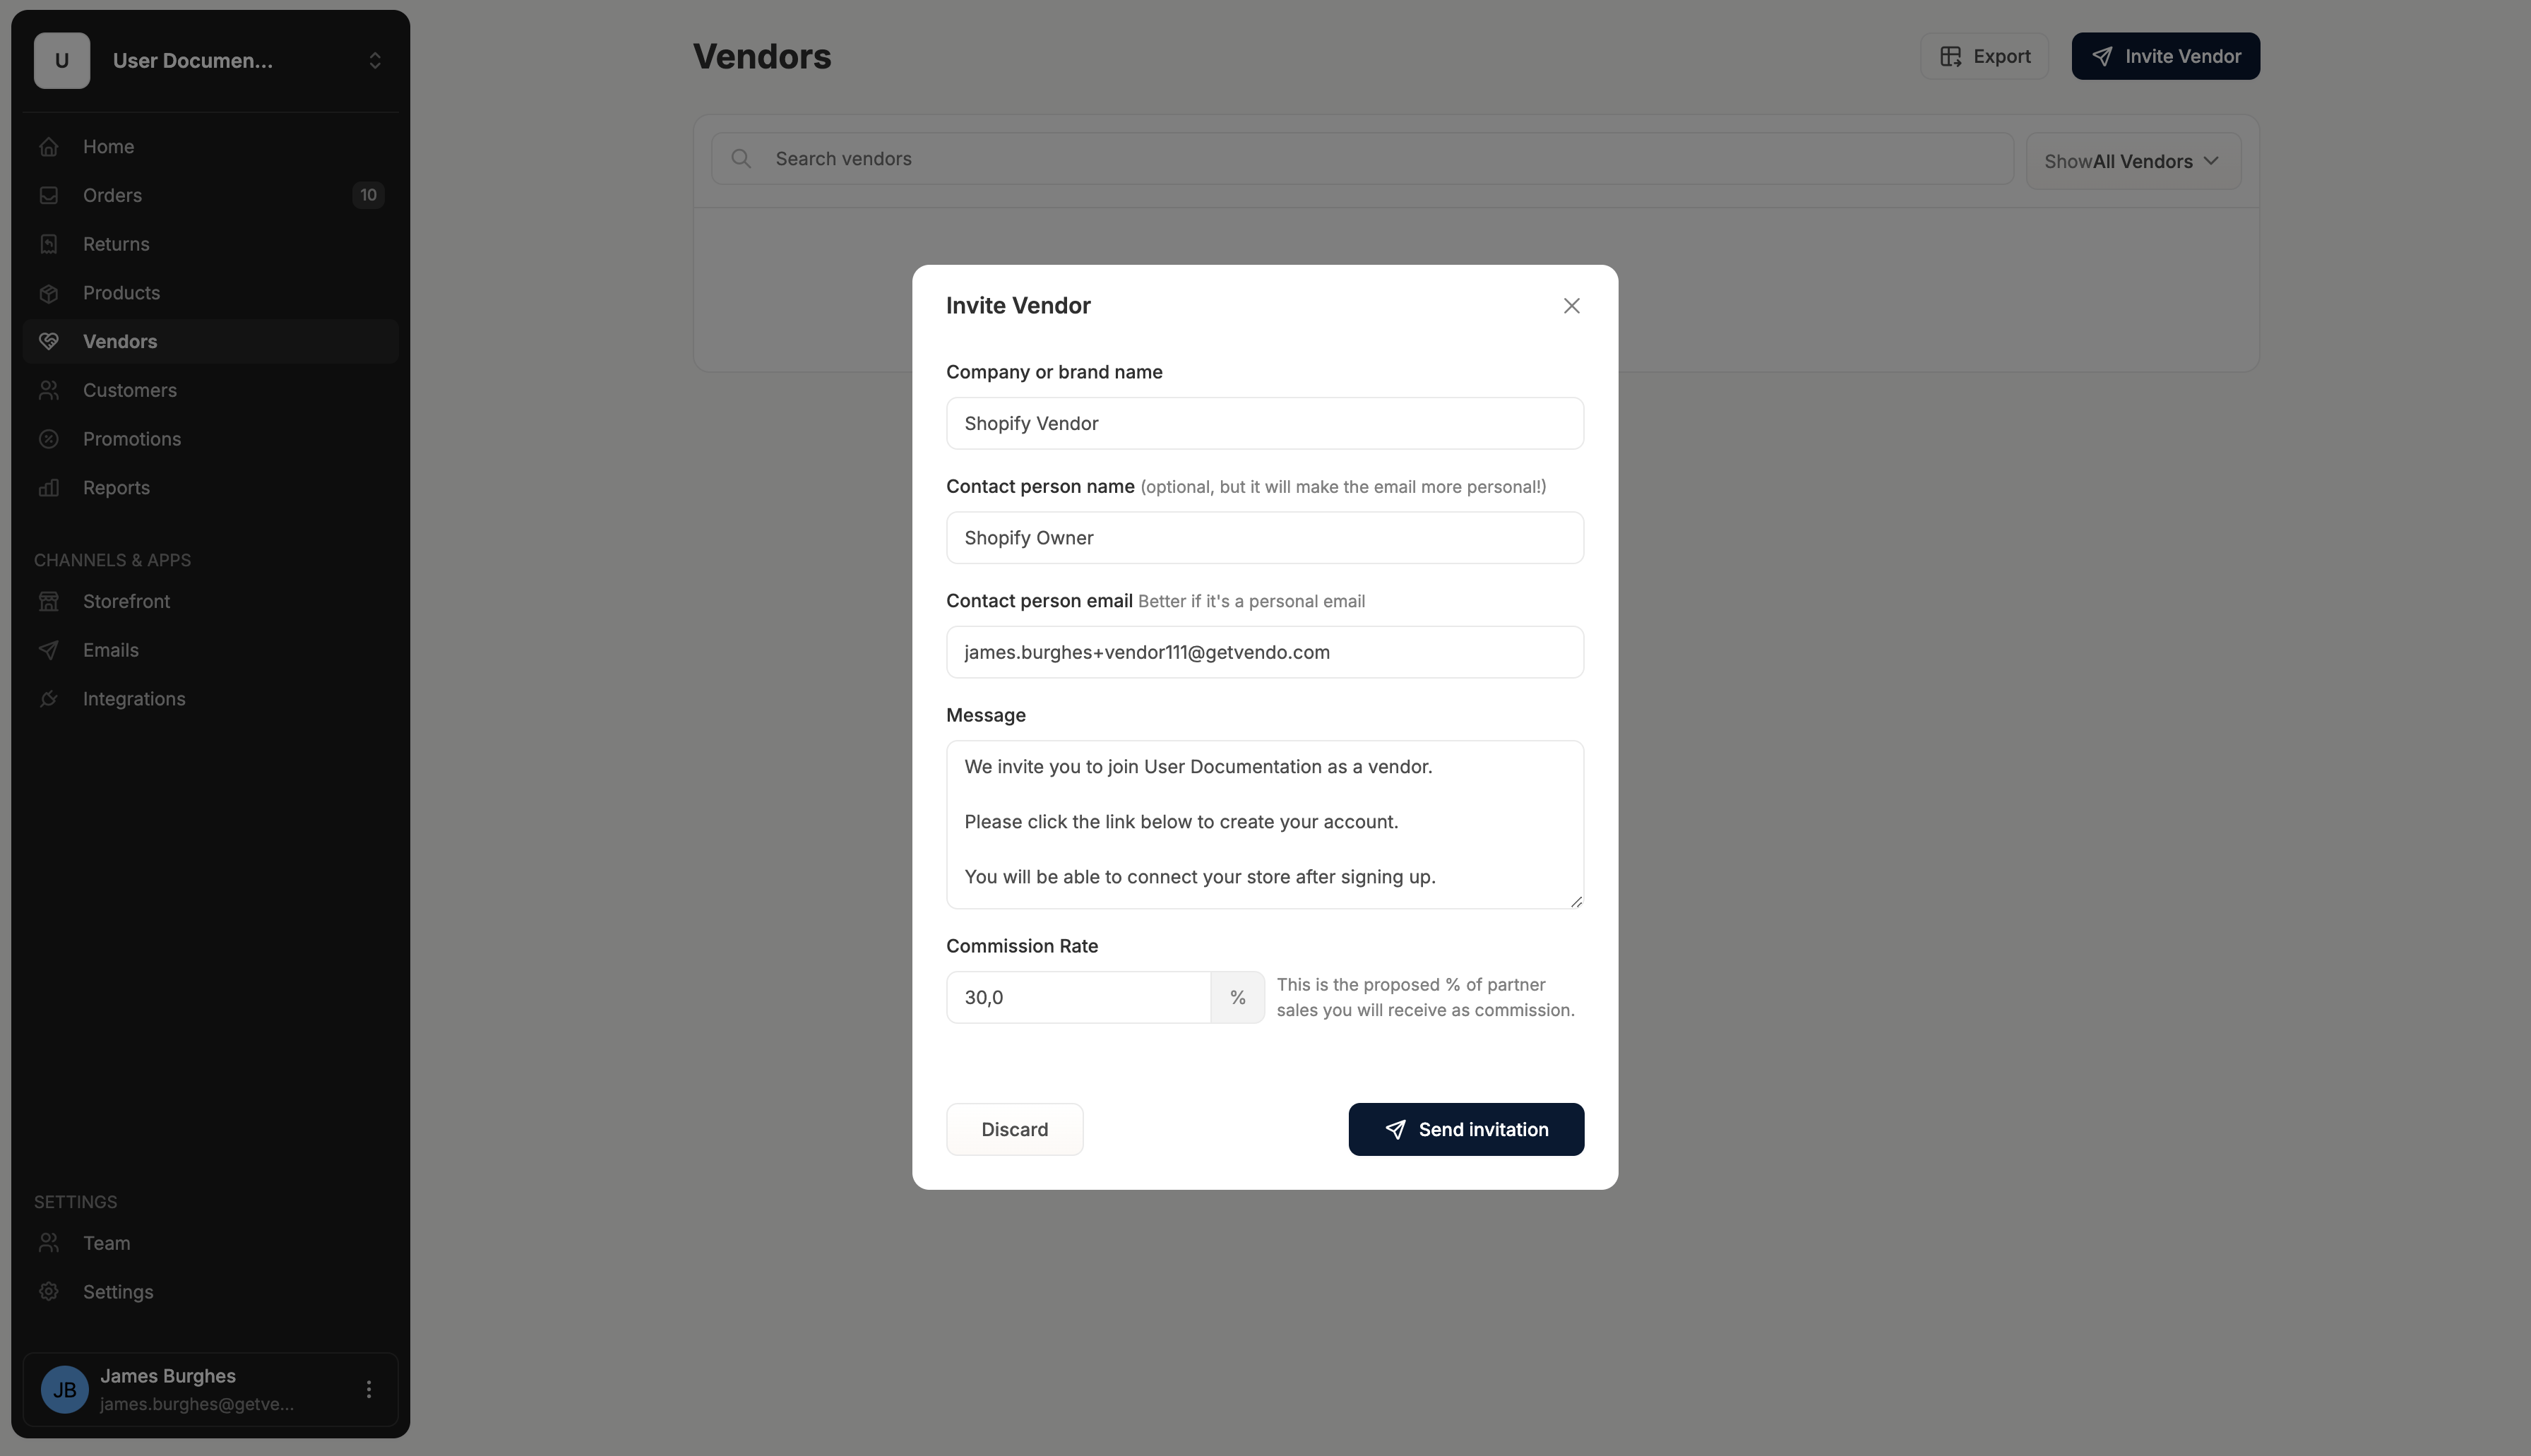 U
User Documen...
Home
Orders
10
Returns
Products
Vendors
Customers
Promotions
Reports
CHANNELS & APPS
Storefront
Emails
Integrations
SETTINGS
Team
Settings
JB
James Burghes
james.burghes@getve...
Vendors
Export
Invite Vendor
Search vendors
ShowAll Vendors
Invite Vendor
Company or brand name
Shopify Vendor
Contact person name (optional, but it will make the email more personal!)
Shopify Owner
Contact person email Better if it's a personal email
james.burghes+vendor111@getvendo.com
Message
We invite you to join User Documentation as a vendor.
Please click the link below to create your account.
You will be able to connect your store after signing up.
Commission Rate
30,0
%
This is the proposed % of partner
sales you will receive as commission.
Discard
Send invitation